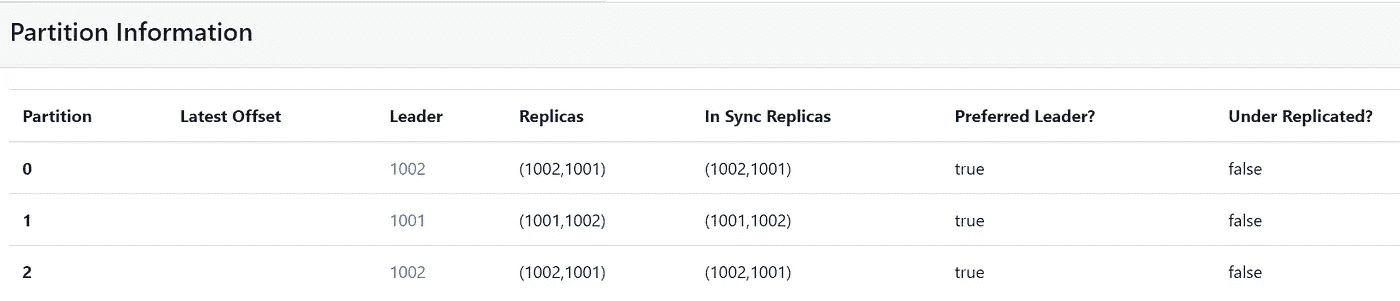 Partition Information
Partition Latest Offset Leader Replicas In Sync Replicas Preferred Leader? Under Replicated?
0 1002 (1002,1001) (1002,1001) true false
1 1001 (1001,1002) (1001,1002) true false
2 1002 (1002,1001) (1002,1001) true false